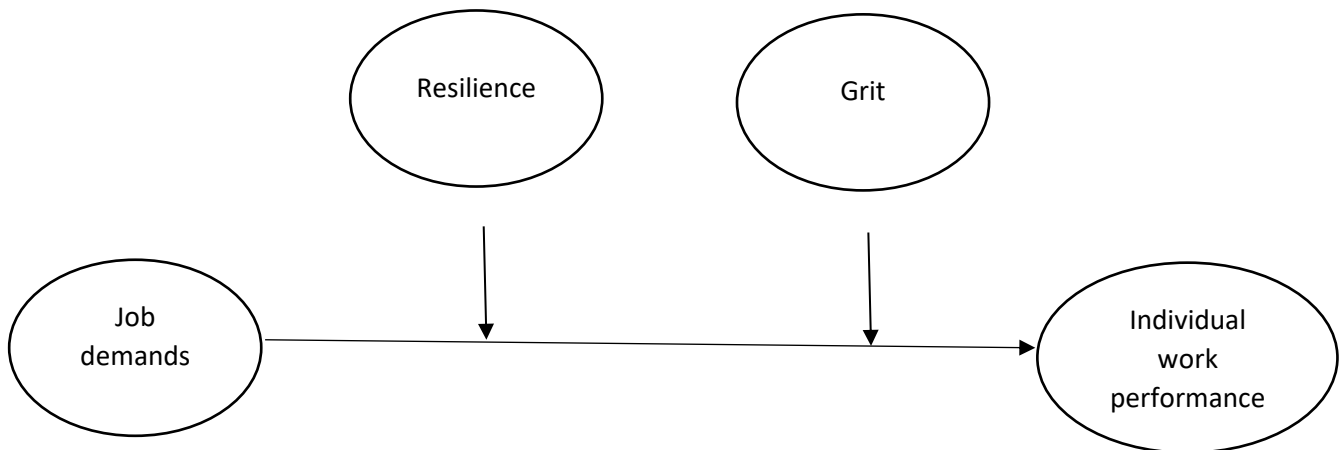 Resilience
Grit
Job
demands
Individual
work
performance